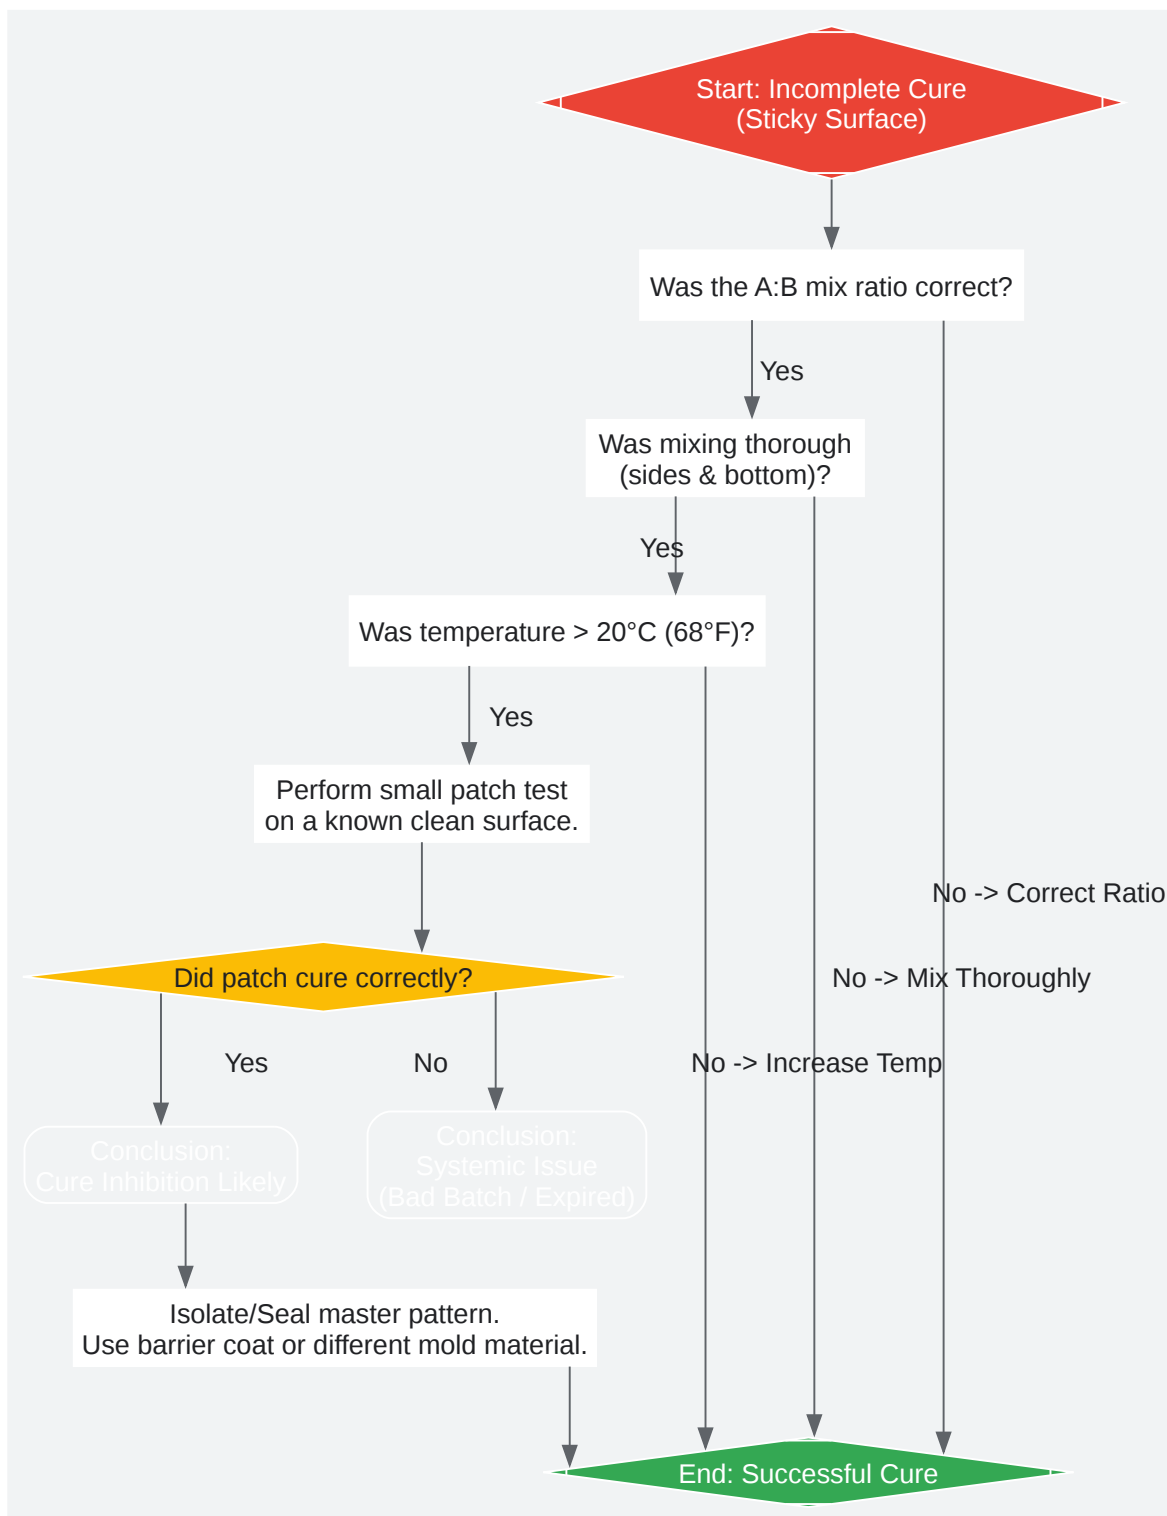 Start: Incomplete Cure
(Sticky Surface)
Was the A:B mix ratio correct?
Yes
Was mixing thorough
(sides & bottom)?
Yes
Was temperature > 20°C (68°F)?
Yes
Perform small patch test
on a known clean surface.
No -> Correct Ratio
Did patch cure correctly?
No -> Mix Thoroughly
Yes
No
No -> Increase Temp
Conclusion:
Cure Inhibition Likely
Conclusion:
Systemic Issue
(Bad Batch / Expired)
Isolate/Seal master pattern.
Use barrier coat or different mold material.
End: Successful Cure